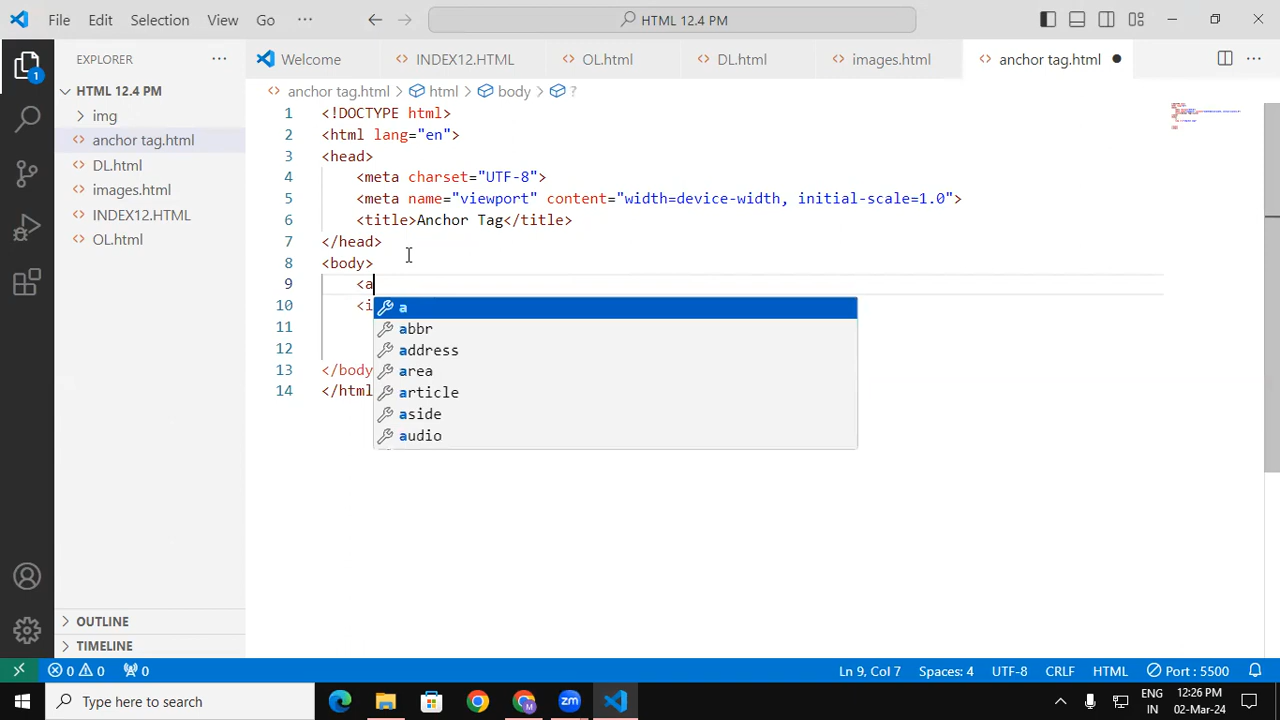 File Edit Selection View Go ··· HTML 12.4 PM
EXPLORER ···
Welcome INDEX12.HTML OL.html DL.html images.html anchor tag.html ···
HTML 12.4 PM
anchor tag.html > html > body > ?
img
anchor tag.html
DL.html
images.html
INDEX12.HTML
OL.html
1 <!DOCTYPE html>
2 <html lang="en">
3 <head>
4 <meta charset="UTF-8">
5 <meta name="viewport" content="width=device-width, initial-scale=1.0">
6 <title>Anchor Tag</title>
7 </head>
8 <body>
9 <a
10 <i
11
12
13 </body
14 </html
a
abbr
address
area
article
aside
audio
1
OUTLINE
TIMELINE
0 0 0 Ln 9, Col 7 Spaces: 4 UTF-8 CRLF HTML Port : 5500
Type here to search
ENG
IN
12:26 PM
02-Mar-24